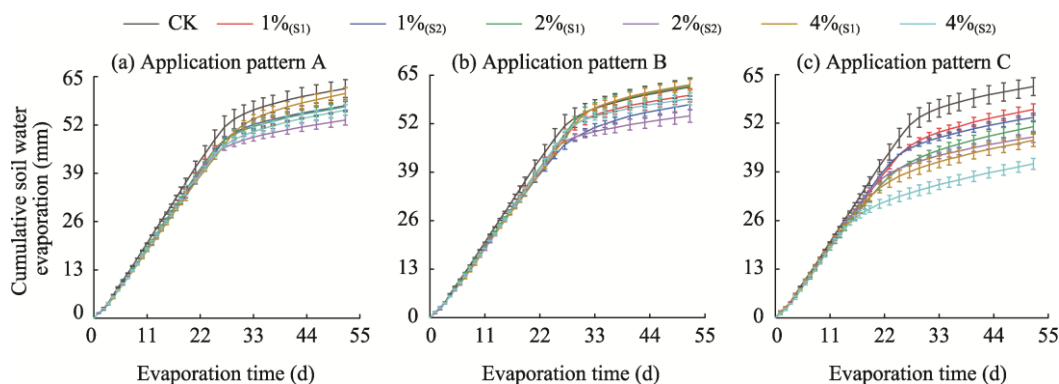 CK 1%(S1) 1%(S2) 2%(S1) 2%(S2) 4%(S1) 4%(S2)
(a) Application pattern A (b) Application pattern B (c) Application pattern C
Cumulative soil water
evaporation (mm)
65 65 65
52 52 52
39 39 39
26 26 26
13 13 13
0 0 0
0 11 22 33 44 55 0 11 22 33 44 55 0 11 22 33 44 55
Evaporation time (d) Evaporation time (d) Evaporation time (d)